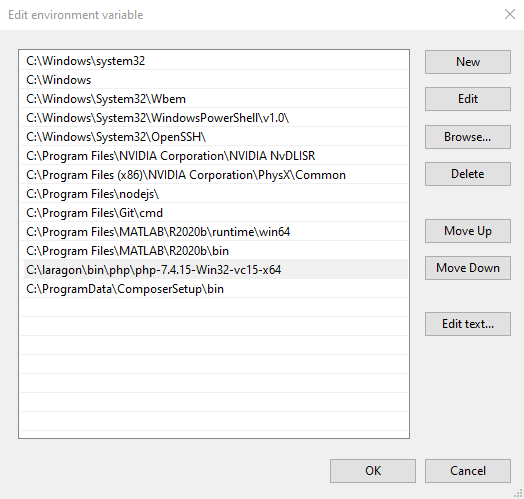 Edit environment variable
C:\Windows\system32
C:\Windows
C:\Windows\System32\Wbem
C:\Windows\System32\WindowsPowerShell\v1.0\
C:\Windows\System32\OpenSSH\
C:\Program Files\NVIDIA Corporation\NVIDIA NvDLISR
C:\Program Files (x86)\NVIDIA Corporation\PhysX\Common
C:\Program Files\nodejs\
C:\Program Files\Git\cmd
C:\Program Files\MATLAB\R2020b\runtime\win64
C:\Program Files\MATLAB\R2020b\bin
C:\laragon\bin\php\php-7.4.15-Win32-vc15-x64
C:\ProgramData\ComposerSetup\bin
New
Edit
Browse...
Delete
Move Up
Move Down
Edit text...
OK
Cancel